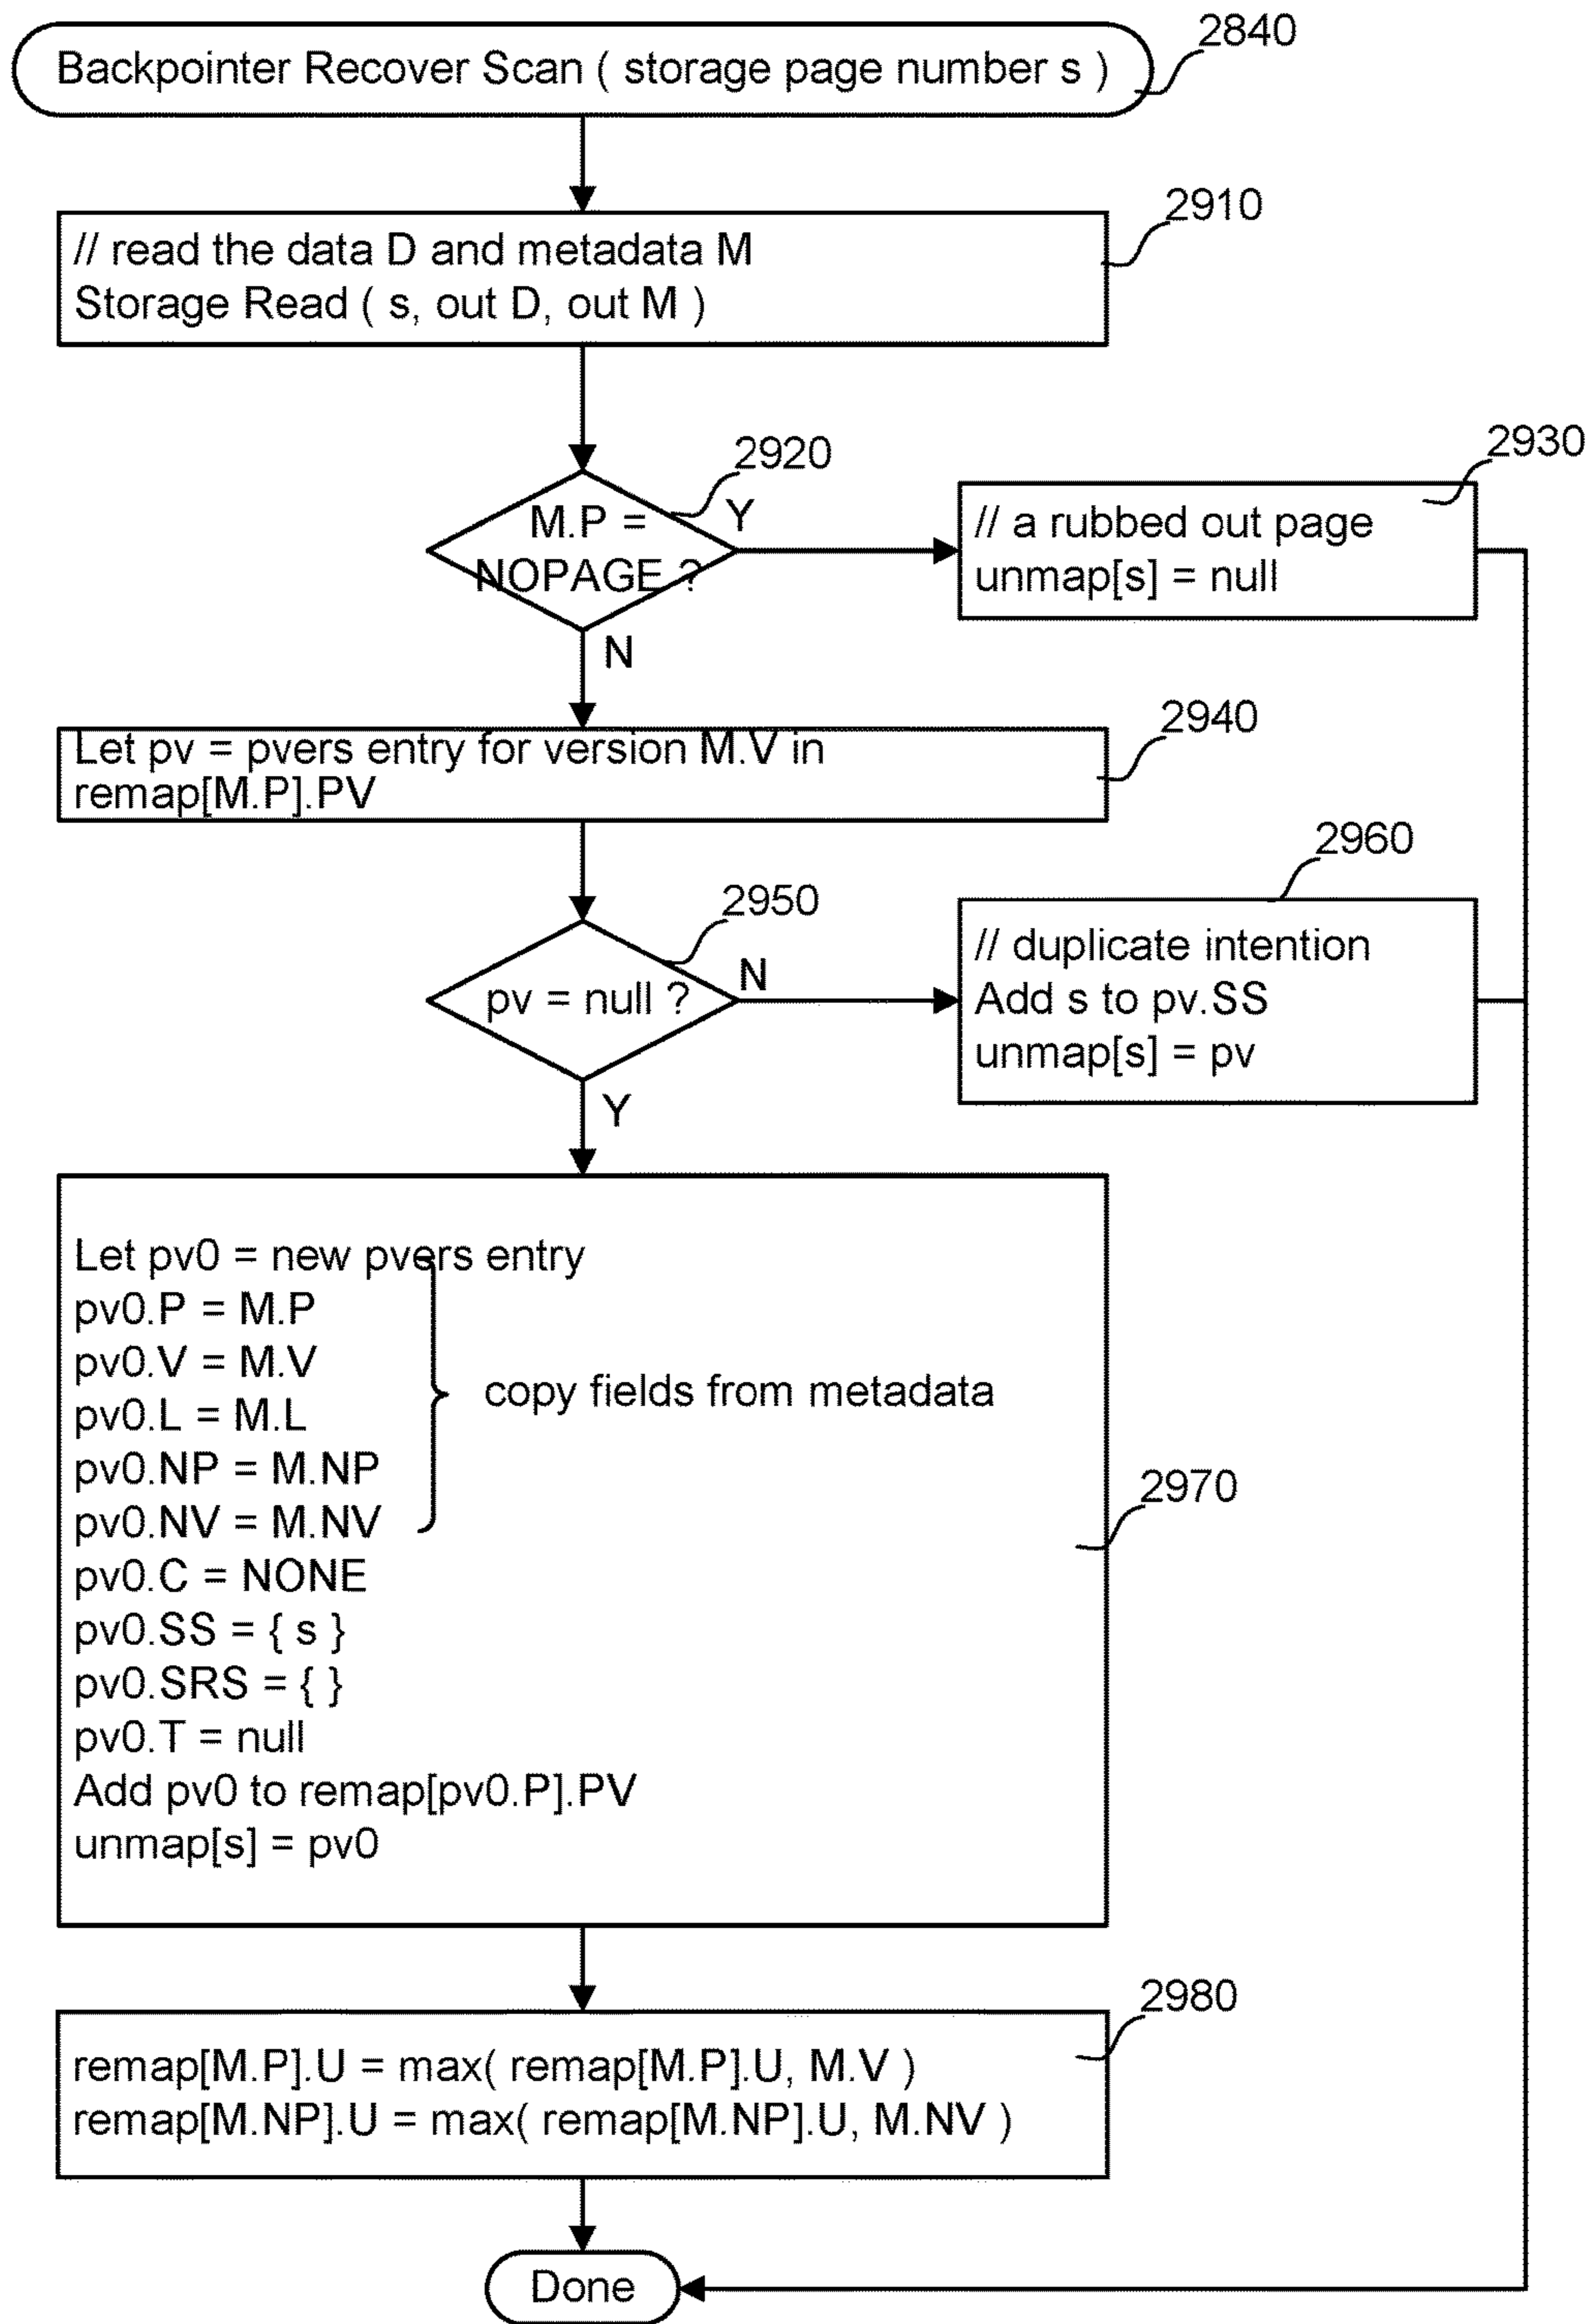 Backpointer Recover Scan ( storage page number s )
2840
2910
// read the data D and metadata M
Storage Read ( s, out D, out M )
2920
2930
M.P =
NOPAGE ?
Y
// a rubbed out page
unmap[s] = null
N
2940
Let pv = pvers entry for version M.V in
remap[M.P].PV
2960
2950
pv = null ?
N
// duplicate intention
Add s to pv.SS
unmap[s] = pv
Y
Let pv0 = new pvers entry
pv0.P = M.P
pv0.V = M.V
copy fields from metadata
pv0.L = M.L
pv0.NP = M.NP
2970
pv0.NV = M.NV
pv0.C = NONE
pv0.SS = { s }
pv0.SRS = { }
pv0.T = null
Add pv0 to remap[pv0.P].PV
unmap[s] = pv0
2980
remap[M.P].U = max( remap[M.P].U, M.V )
remap[M.NP].U = max( remap[M.NP].U, M.NV )
Done